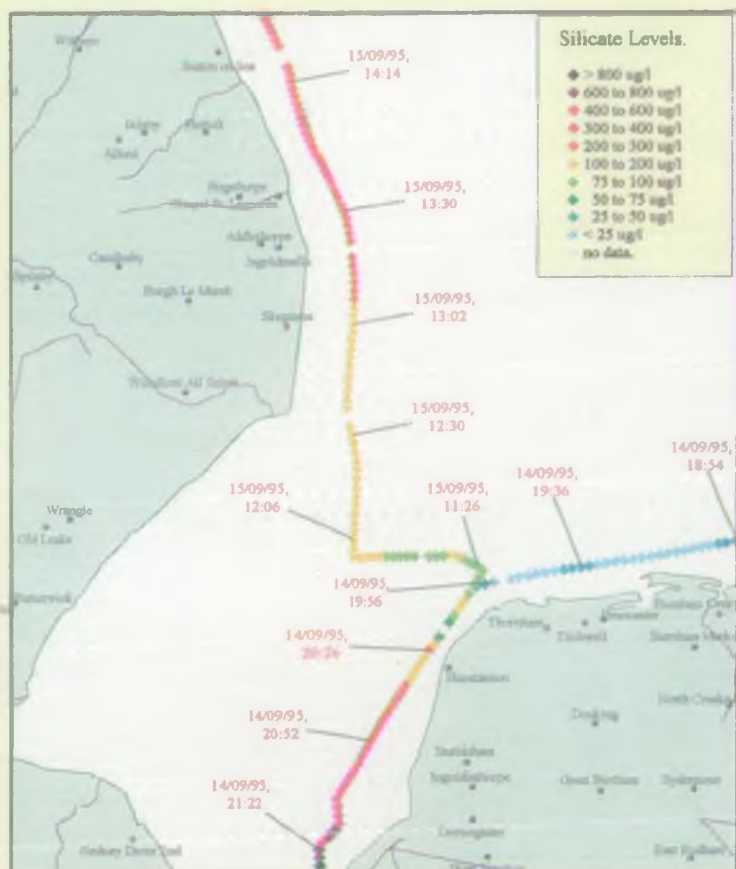 Silicate Levels.
> 800 ug/l
600 to 800 ug/l
400 to 600 ug/l
300 to 400 ug/l
200 to 300 ug/l
100 to 200 ug/l
75 to 100 ug/l
50 to 75 ug/l
25 to 50 ug/l
< 25 ug/l
no data.
15/09/95,
14:14
15/09/95,
13:30
15/09/95,
13:02
15/09/95,
12:30
15/09/95,
12:06
15/09/95,
11:26
14/09/95,
19:36
14/09/95,
18:54
14/09/95,
19:56
14/09/95,
14/09/95,
20:52
14/09/95,
21:22
Alford
Hogsthorpe
Addlethorpe
Ingoldmells
Candlesby
Burgh Le Marsh
Skegness
Wainfleet All Saints
Wrangle
Old Leake
Butterwick
Thornham
Titchwell
Hunstanton
Docking
Snettisham
Ingoldisthorpe
Great Bircham